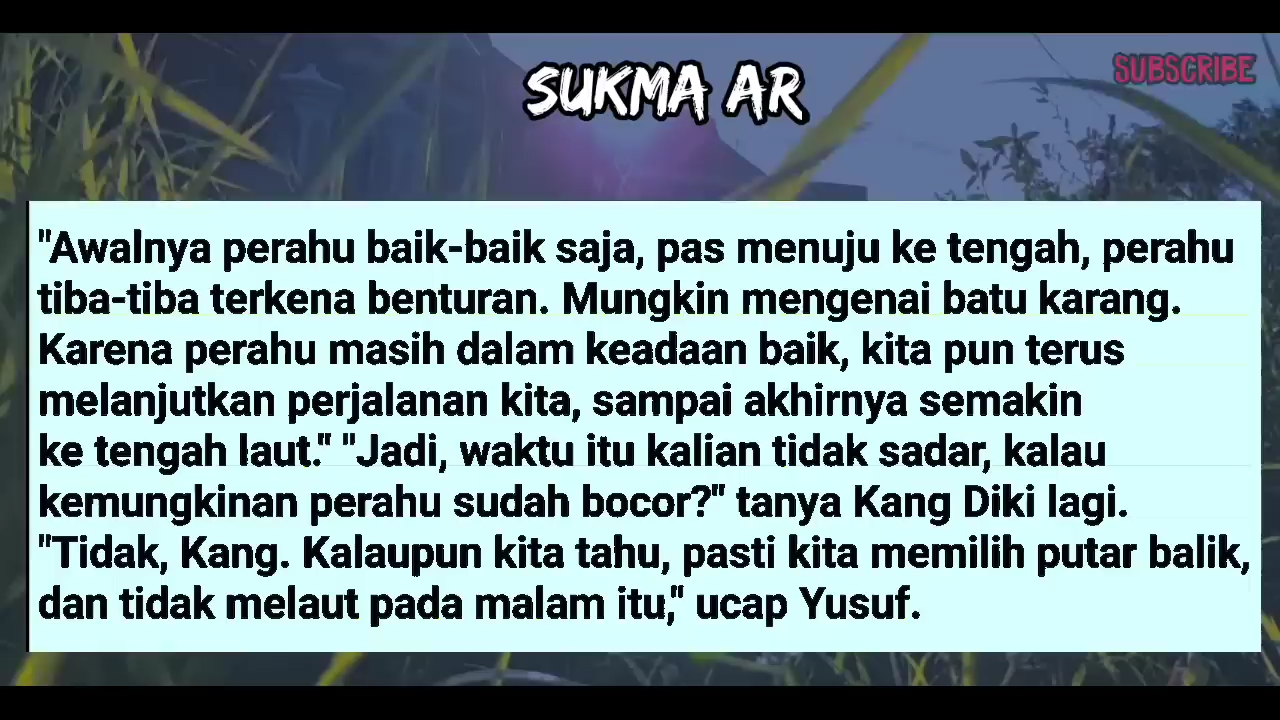 SUKMA AR
SUBSCRIBE
"Awalnya perahu baik-baik saja, pas menuju ke tengah, perahu
tiba-tiba terkena benturan. Mungkin mengenai batu karang.
Karena perahu masih dalam keadaan baik, kita pun terus
melanjutkan perjalanan kita, sampai akhirnya semakin
ke tengah laut." "Jadi, waktu itu kalian tidak sadar, kalau
kemungkinan perahu sudah bocor?" tanya Kang Diki lagi.
"Tidak, Kang. Kalaupun kita tahu, pasti kita memilih putar balik,
dan tidak melaut pada malam itu," ucap Yusuf.